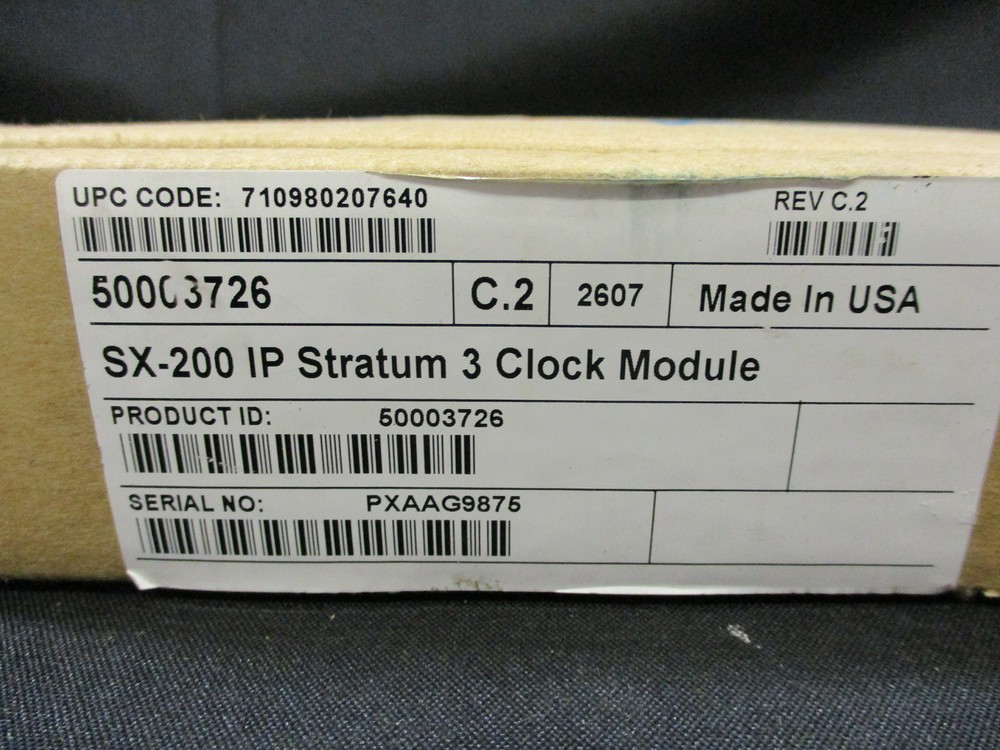 UPC CODE: 710980207640
REV C.2
50003726
C.2
2607
Made In USA
SX-200 IP Stratum 3 Clock Module
PRODUCT ID: 50003726
SERIAL NO: PXAAG9875